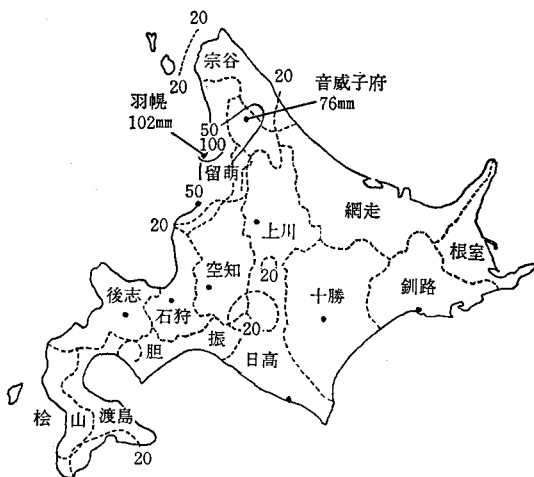 20
宗谷
20
20
音威子府
76mm
羽幌
102mm
50
100
留萌
50
20
網走
上川
根室
空知
20
釧路
後志
十勝
石狩
20
胆
振
日高
桧
山
渡島
20